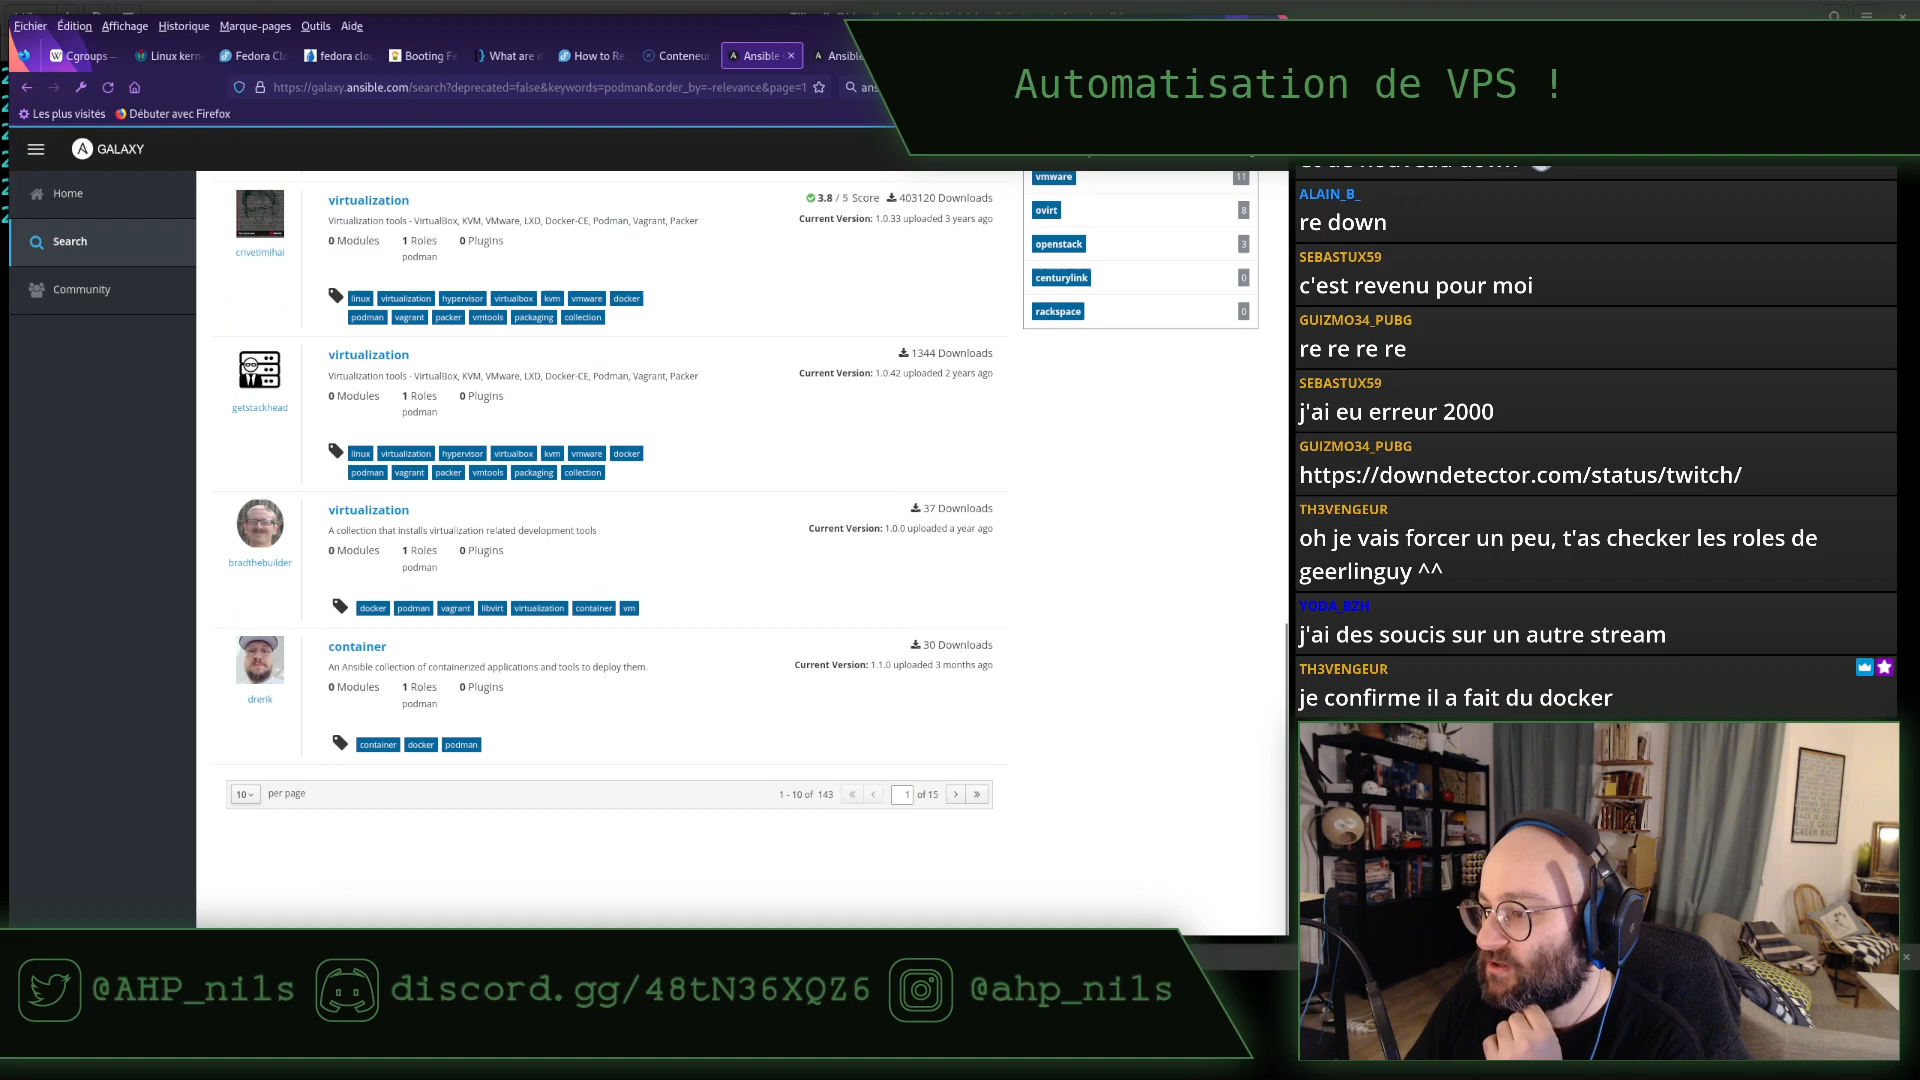 Fichier Édition Affichage Historique Marque-pages Outils Aide
Cgroups — Linux kern Fedora Clo fedora clou Booting Fe What are d How to Re Conteneur Ansible Ansible
https://galaxy.ansible.com/search?deprecated=false&keywords=podman&order_by=-relevance&page=1
ans
Les plus visités Débuter avec Firefox
Automatisation de VPS !
GALAXY
Home
Search
Community
virtualization
3.8 / 5 Score 403120 Downloads
Virtualization tools - VirtualBox, KVM, VMware, LXD, Docker-CE, Podman, Vagrant, Packer
Current Version: 1.0.33 uploaded 3 years ago
0 Modules 1 Roles 0 Plugins
crivetimihai
podman
linux virtualization hypervisor virtualbox kvm vmware docker
podman vagrant packer vmtools packaging collection
virtualization
1344 Downloads
Virtualization tools - VirtualBox, KVM, VMware, LXD, Docker-CE, Podman, Vagrant, Packer
Current Version: 1.0.42 uploaded 2 years ago
0 Modules 1 Roles 0 Plugins
getstackhead
podman
linux virtualization hypervisor virtualbox kvm vmware docker
podman vagrant packer vmtools packaging collection
virtualization
37 Downloads
A collection that installs virtualization related development tools
Current Version: 1.0.0 uploaded a year ago
0 Modules 1 Roles 0 Plugins
bradthebuilder
podman
docker podman vagrant libvirt virtualization container vm
container
30 Downloads
An Ansible collection of containerized applications and tools to deploy them.
Current Version: 1.1.0 uploaded 3 months ago
0 Modules 1 Roles 0 Plugins
drerik
podman
container docker podman
10 per page
1 - 10 of 143 « ‹ 1 of 15 › »
vmware 11
ovirt 8
openstack 3
centurylink 0
rackspace 0
ALAIN_B_
re down
SEBASTUX59
c'est revenu pour moi
GUIZMO34_PUBG
re re re re
SEBASTUX59
j'ai eu erreur 2000
GUIZMO34_PUBG
https://downdetector.com/status/twitch/
TH3VENGEUR
oh je vais forcer un peu, t'as checker les roles de
geerlinguy ^^
YODA_BZH
j'ai des soucis sur un autre stream
TH3VENGEUR
je confirme il a fait du docker
@AHP_nils discord.gg/48tN36XQZ6 @ahp_nils